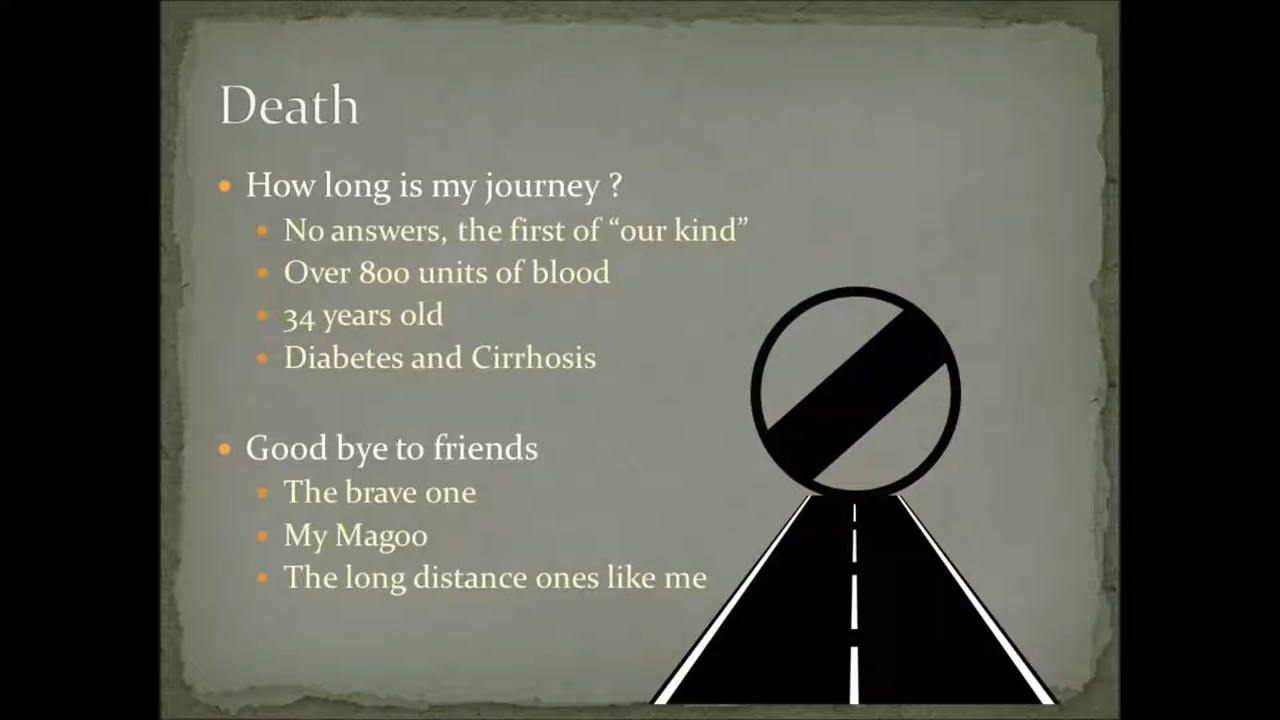 Death
How long is my journey ?
No answers, the first of “our kind”
Over 800 units of blood
34 years old
Diabetes and Cirrhosis
Good bye to friends
The brave one
My Magoo
The long distance ones like me